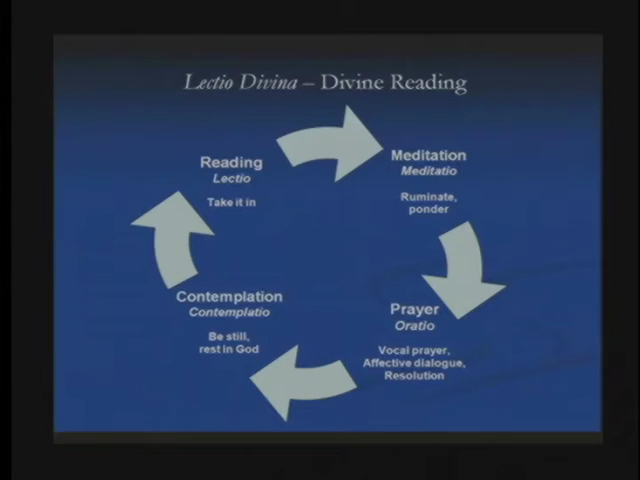 Lectio Divina – Divine Reading
Reading
Lectio
Take it in
Meditation
Meditatio
Ruminate,
ponder
Prayer
Oratio
Vocal prayer,
Affective dialogue,
Resolution
Contemplation
Contemplatio
Be still,
rest in God